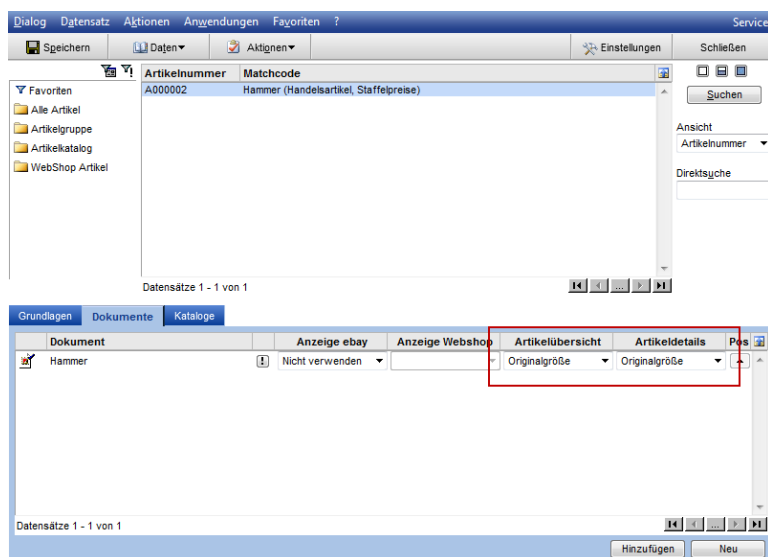 Dialog Datensatz Aktionen Anwendungen Favoriten ? Service
Speichern Daten Aktionen Einstellungen Schließen
Artikelnummer Matchcode
Favoriten A000002 Hammer (Handelsartikel, Staffelpreise)
Suchen
Alle Artikel
Artikelgruppe Ansicht
Artikelkatalog Artikelnummer
WebShop Artikel
Direktsuche
Datensätze 1 - 1 von 1 ...
Grundlagen Dokumente Kataloge
Dokument Anzeige ebay Anzeige Webshop Artikelübersicht Artikeldetails Pos
Hammer ! Nicht verwenden Originalgröße Originalgröße
Datensätze 1 - 1 von 1 ...
Hinzufügen Neu